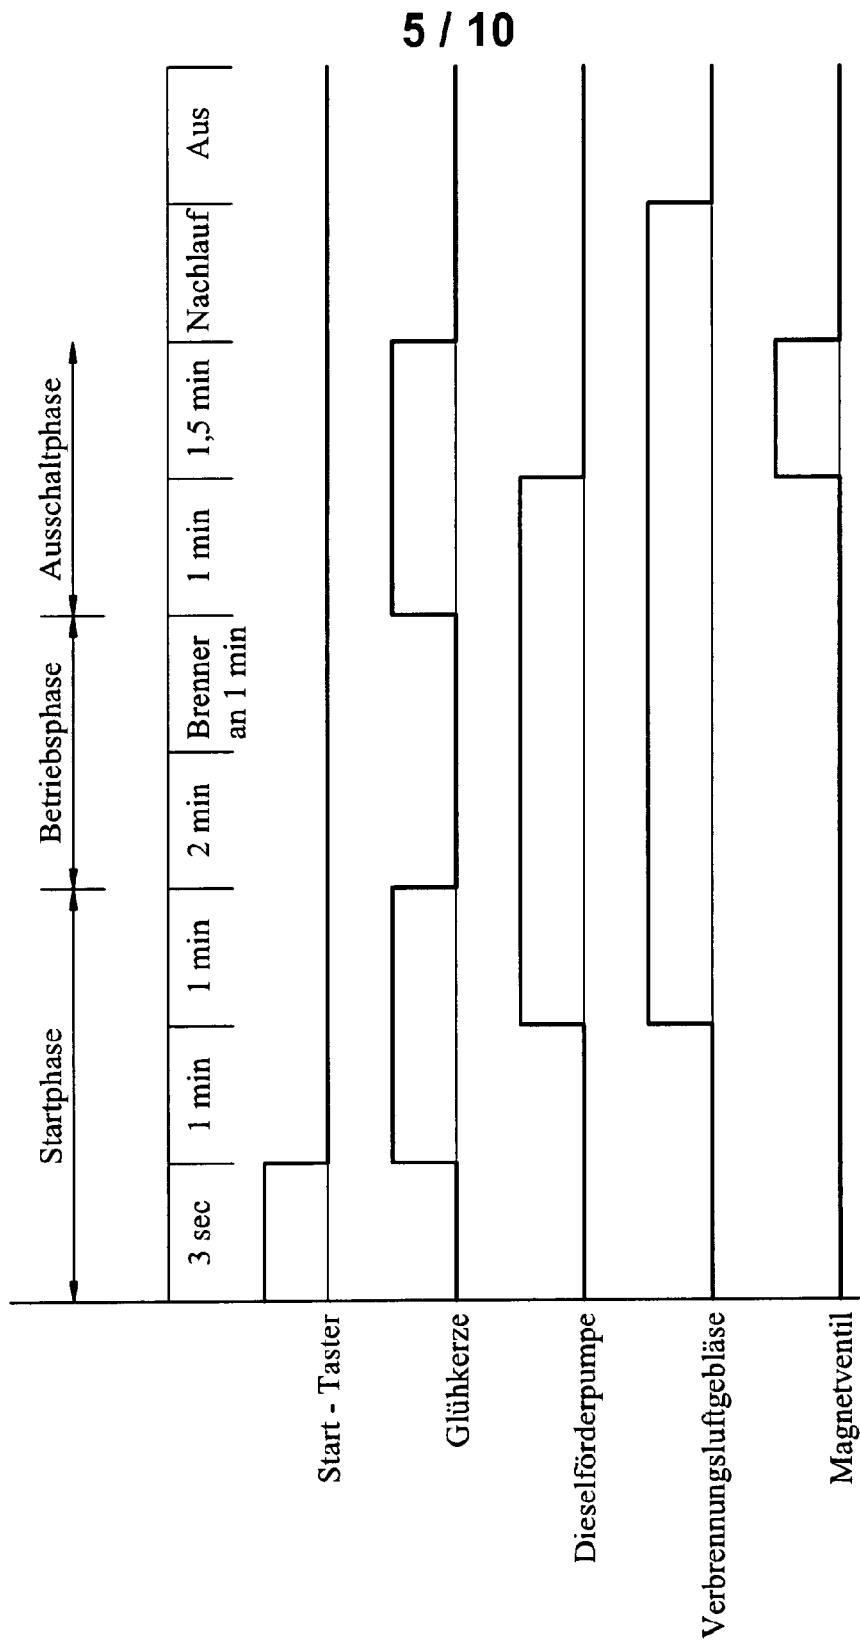 5 / 10
Startphase
Betriebsphase
Ausschaltphase
3 sec
1 min
1 min
2 min
Brenner
an 1 min
1 min
1,5 min
Nachlauf
Aus
Start - Taster
Glühkerze
Dieselförderpumpe
Verbrennungsluftgebläse
Magnetventil